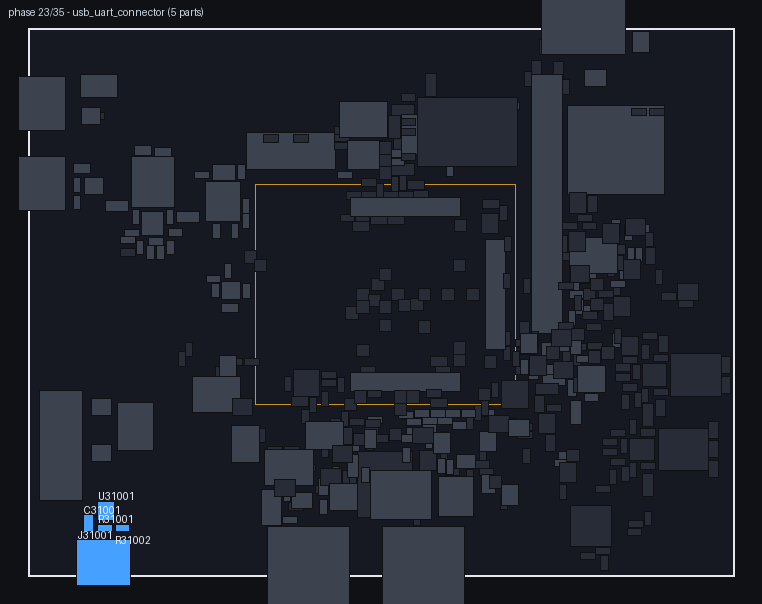 phase 23/35 - usb_uart_connector (5 parts)
U31001
C31001
R31001
J31001
R31002